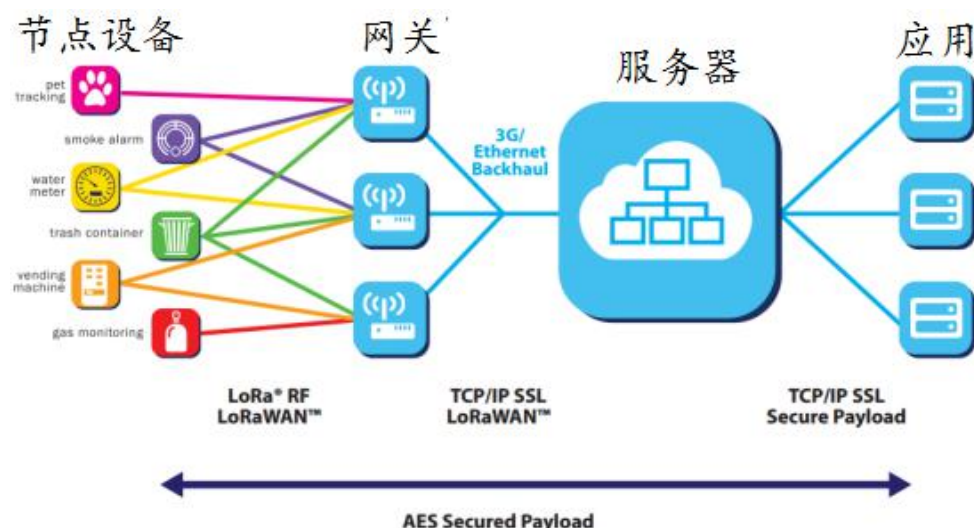 节点设备
网关
服务器
应用
pet
tracking
smoke alarm
water
meter
trash container
vending
machine
gas monitoring
3G/
Ethernet
Backhaul
LoRa® RF
LoRaWAN™
TCP/IP SSL
LoRaWAN™
TCP/IP SSL
Secure Payload
AES Secured Payload